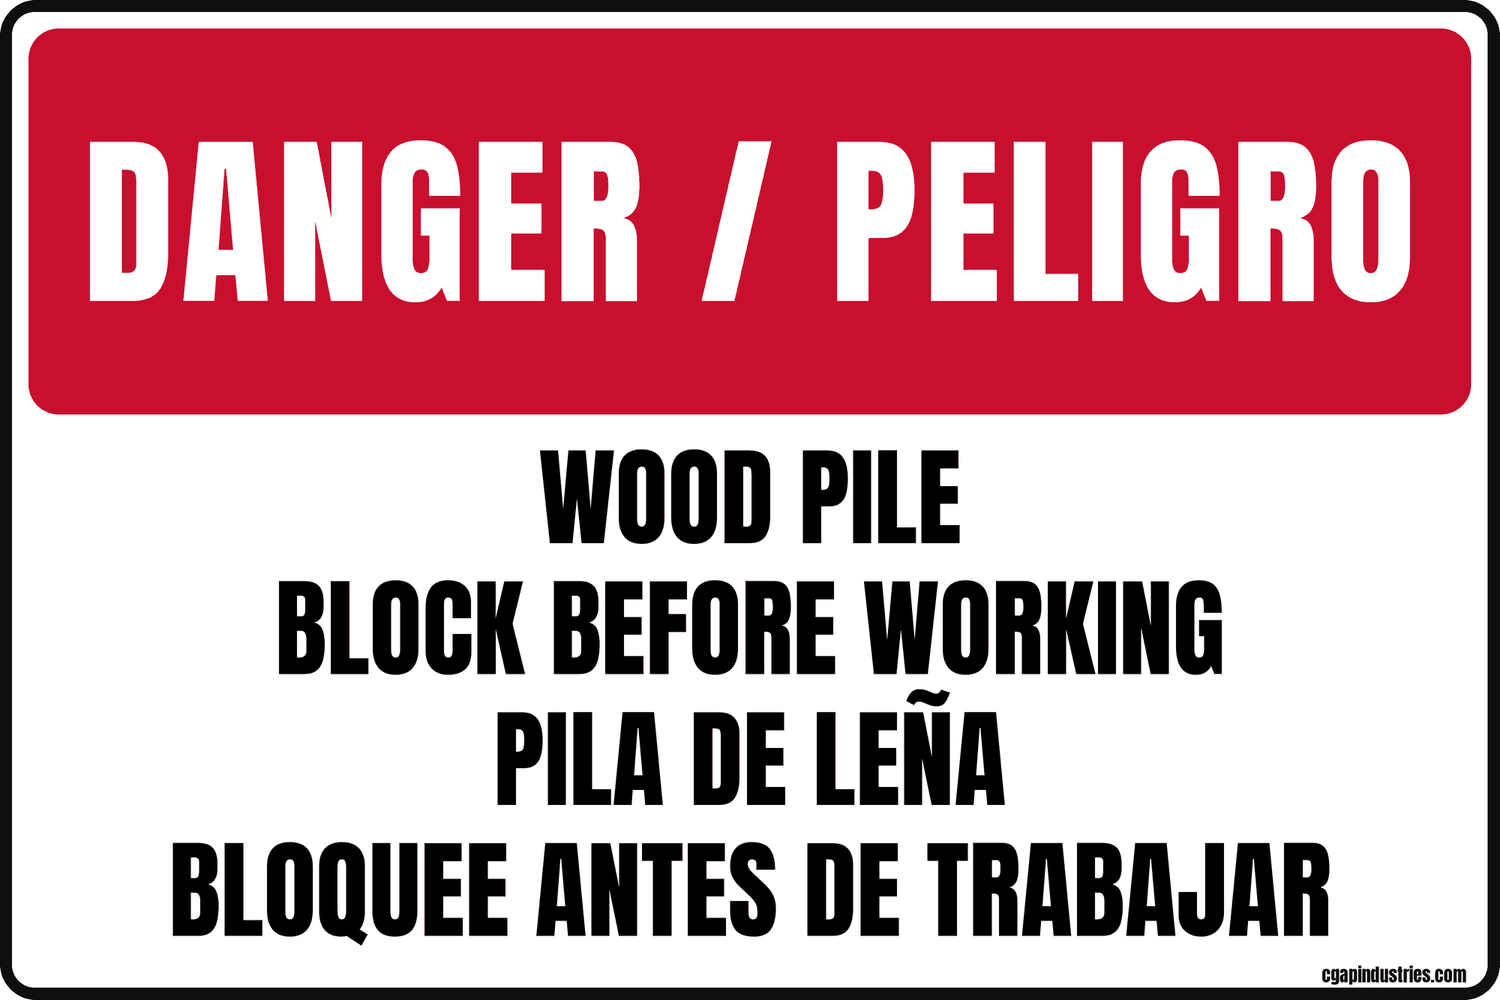 DANGER / PELIGRO
WOOD PILE
BLOCK BEFORE WORKING
PILA DE LEÑA
BLOQUEE ANTES DE TRABAJAR
cgapindustries.com